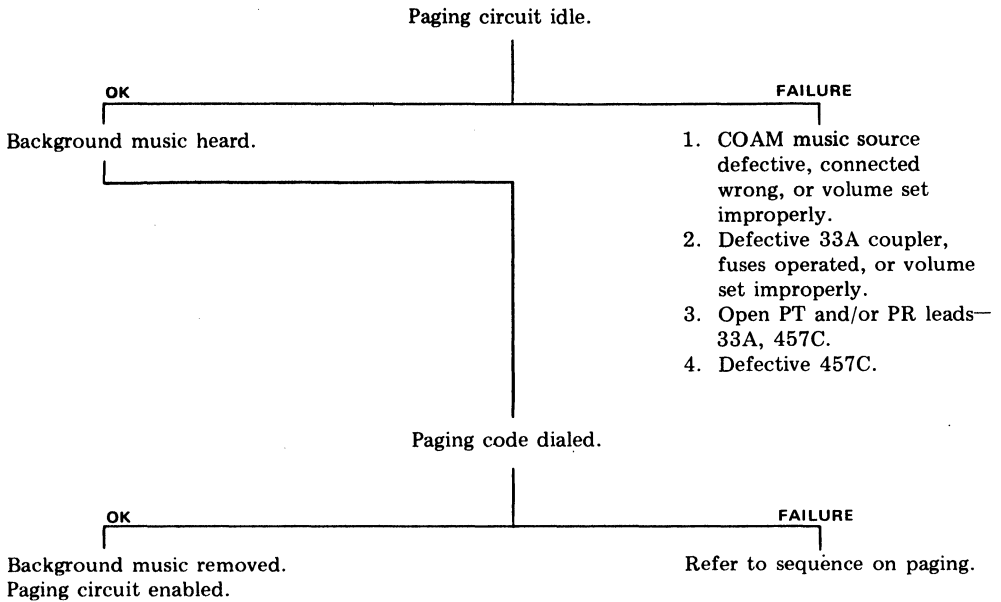 Paging circuit idle.
OK
FAILURE
Background music heard.
1. COAM music source
defective, connected
wrong, or volume set
improperly.
2. Defective 33A coupler,
fuses operated, or volume
set improperly.
3. Open PT and/or PR leads—
33A, 457C.
4. Defective 457C.
Paging code dialed.
OK
FAILURE
Background music removed.
Paging circuit enabled.
Refer to sequence on paging.